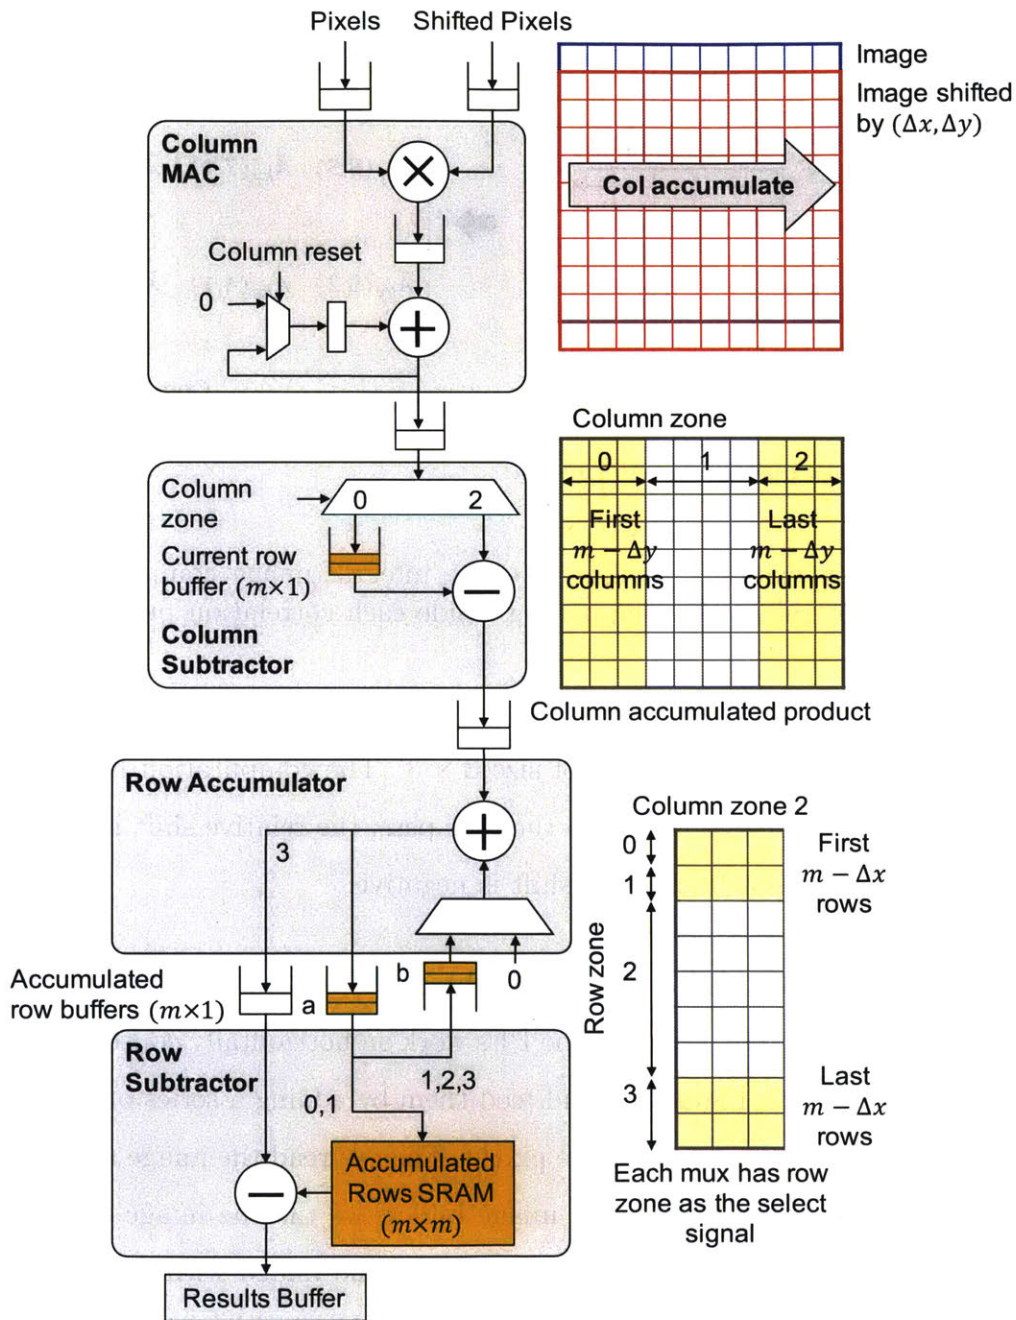 Pixels
Shifted Pixels
Image
Image shifted
by (Δx,Δy)
Column
MAC
Col accumulate
Column reset
0
Column zone
0
1
2
First
m − Δy
columns
Last
m − Δy
columns
Column accumulated product
Column
zone
0
2
Current row
buffer (m×1)
Column
Subtractor
Row Accumulator
3
Column zone 2
0
1
2
3
Row zone
First
m − Δx
rows
Last
m − Δx
rows
Each mux has row
zone as the select
signal
b
0
Accumulated
row buffers (m×1)
a
Row
Subtractor
1,2,3
0,1
Accumulated
Rows SRAM
(m×m)
Results Buffer